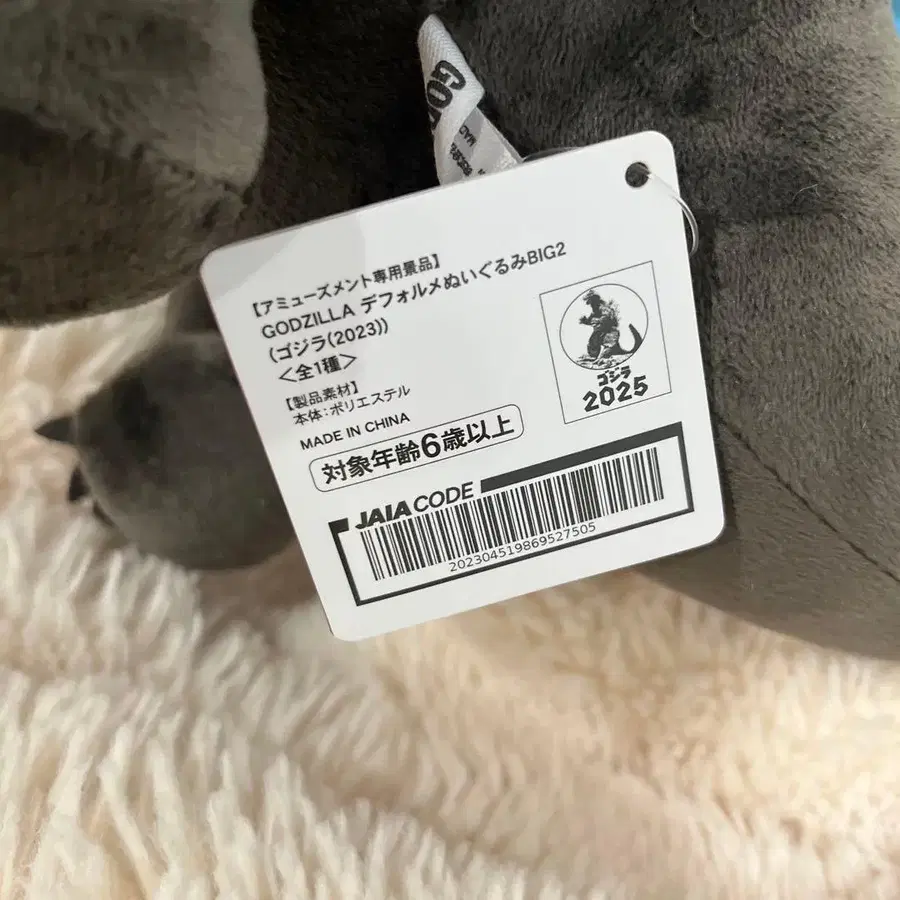 GO
【アミューズメント専用景品】
GODZILLA デフォルメぬいぐるみBIG2
(ゴジラ(2023))
<全1種>
【製品素材】
本体:ポリエステル
MADE IN CHINA
対象年齢6歳以上
ゴジラ
2025
JAIA CODE
202304519869527505